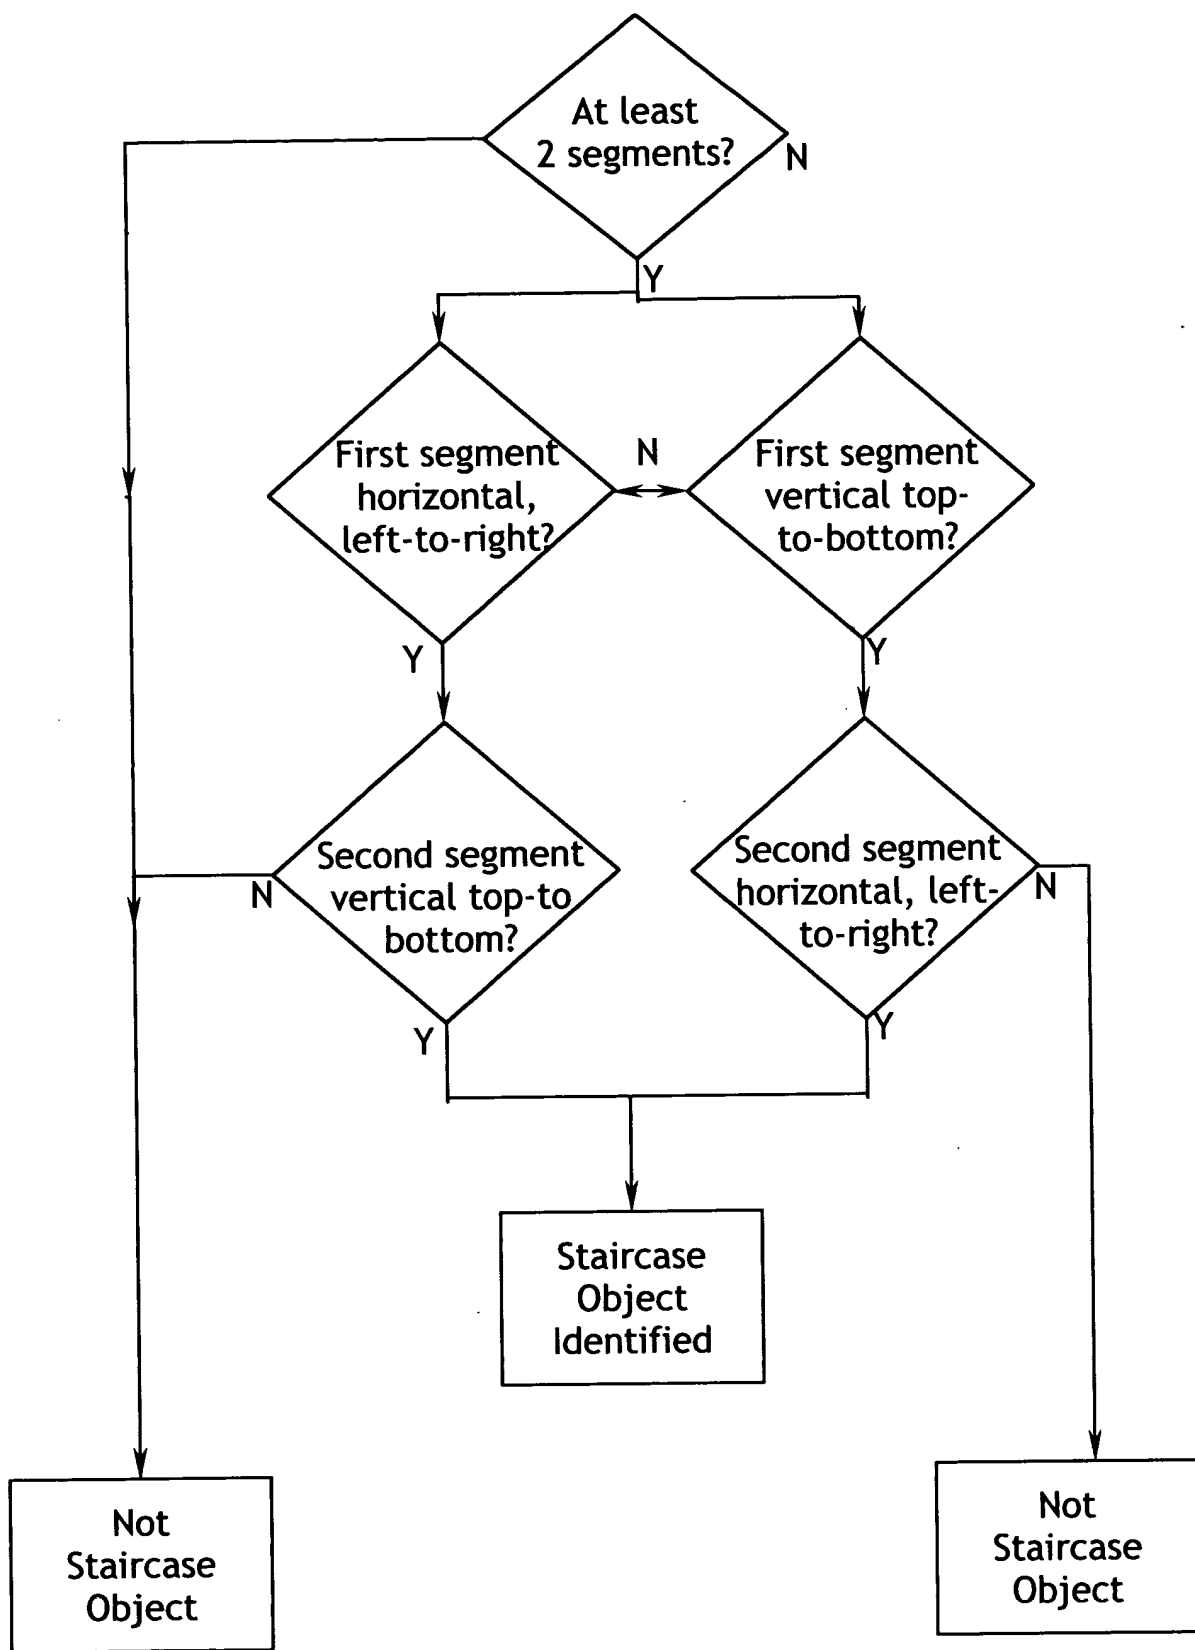 At least
2 segments?
N
Y
First segment
horizontal,
left-to-right?
N
First segment
vertical top-
to-bottom?
Y
Y
Second segment
vertical top-to
bottom?
N
Second segment
horizontal, left-
to-right?
N
Y
Y
Staircase
Object
Identified
Not
Staircase
Object
Not
Staircase
Object